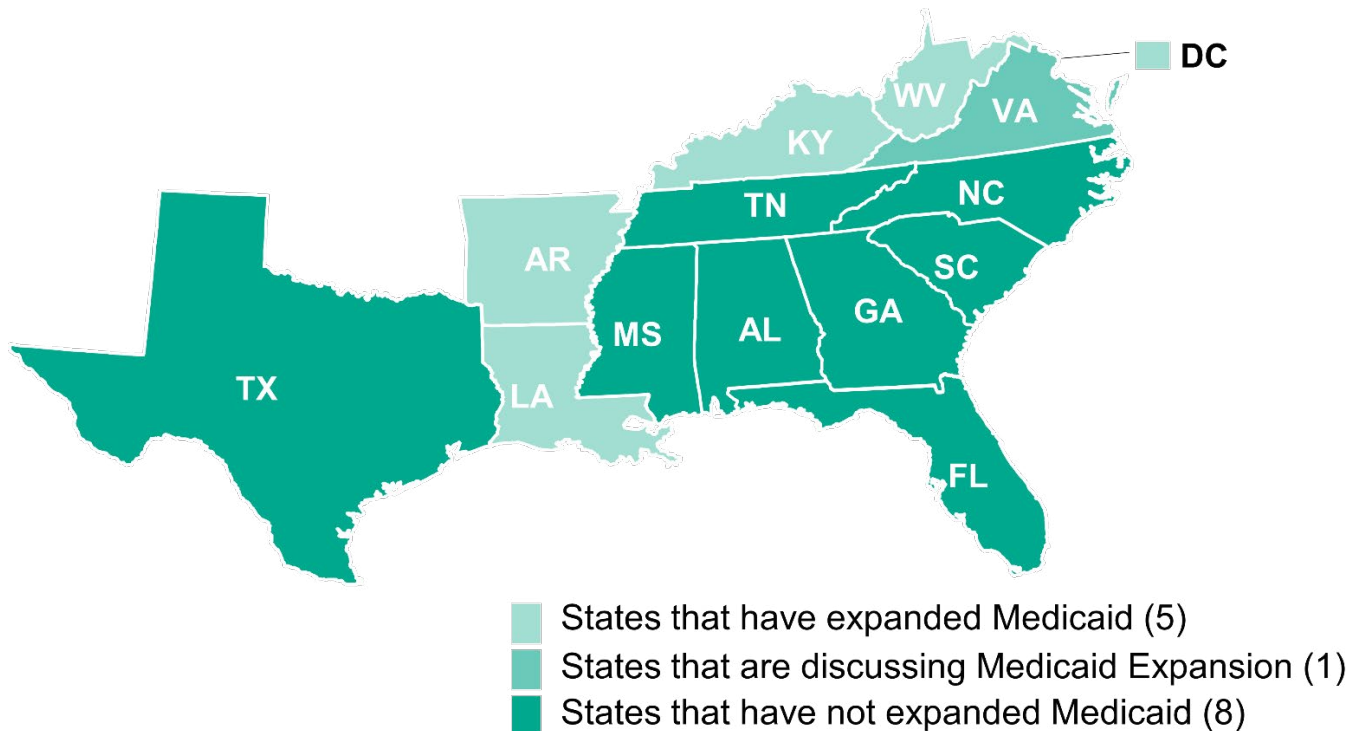 DC
WV
VA
KY
TN
NC
AR
SC
MS
AL
GA
TX
LA
FL
States that have expanded Medicaid (5)
States that are discussing Medicaid Expansion (1)
States that have not expanded Medicaid (8)